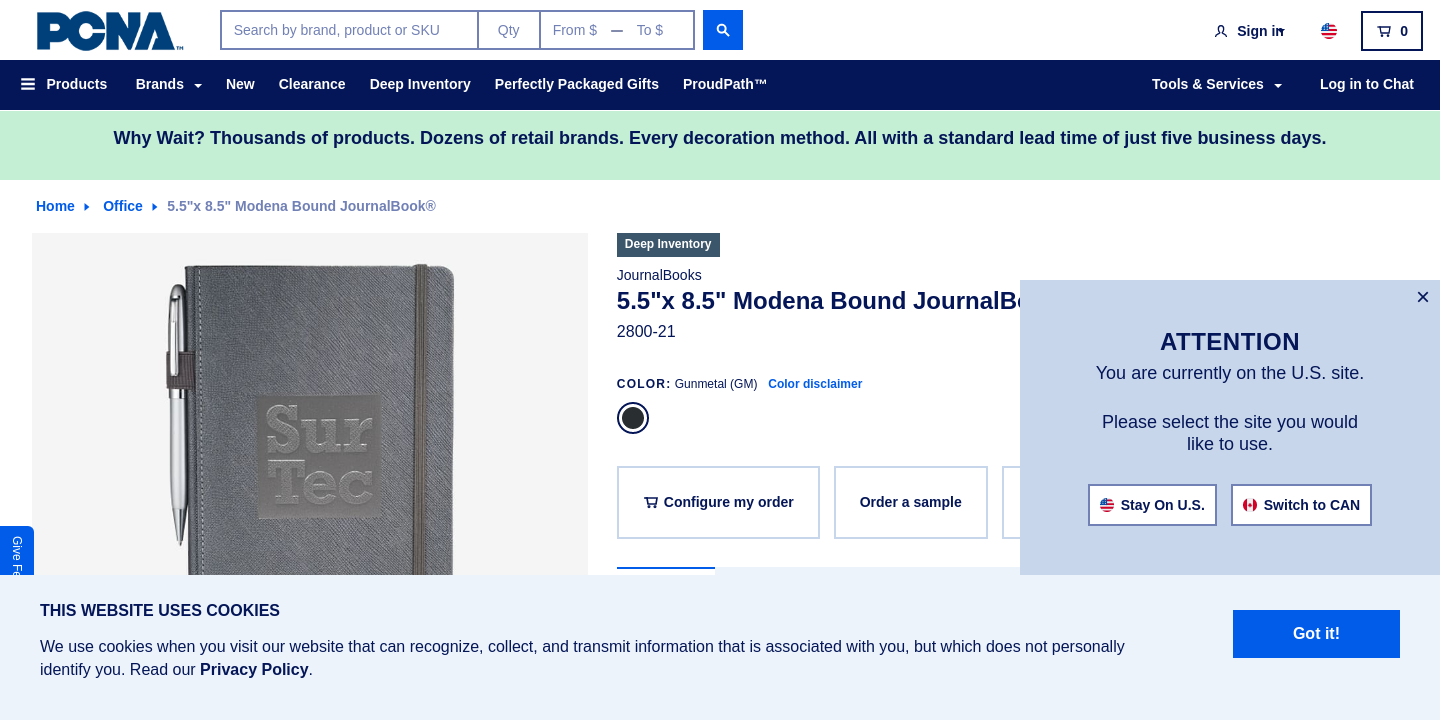 PCNA™
Search by brand, product or SKU Qty From $ — To $
Sign in 0
Products Brands New Clearance Deep Inventory Perfectly Packaged Gifts ProudPath™ Tools & Services Log in to Chat
Why Wait? Thousands of products. Dozens of retail brands. Every decoration method. All with a standard lead time of just five business days.
Home Office 5.5"x 8.5" Modena Bound JournalBook®
Sur
Tec
Deep Inventory
JournalBooks
5.5"x 8.5" Modena Bound
2800-21
COLOR: Gunmetal (GM) Color disclaimer
Configure my order Order a sample
×
ATTENTION
You are currently on the U.S. site.
Please select the site you would
like to use.
Stay On U.S. Switch to CAN
Give
THIS WEBSITE USES COOKIES
We use cookies when you visit our website that can recognize, collect, and transmit information that is associated with you, but which does not personally
identify you. Read our Privacy Policy.
Got it!